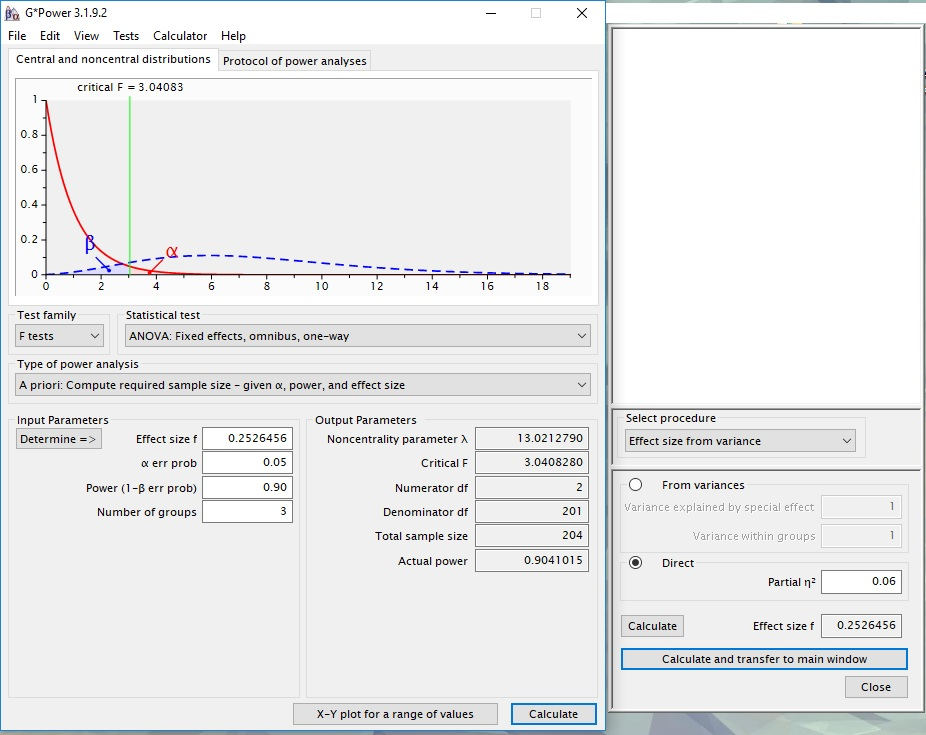 G*Power 3.1.9.2
File Edit View Tests Calculator Help
Central and noncentral distributions Protocol of power analyses
critical F = 3.04083
1
0.8
0.6
0.4
0.2
0
β
α
0 2 4 6 8 10 12 14 16 18
Test family
F tests
Statistical test
ANOVA: Fixed effects, omnibus, one-way
Type of power analysis
A priori: Compute required sample size - given α, power, and effect size
Input Parameters
Determine =>
Effect size f 0.2526456
α err prob 0.05
Power (1-β err prob) 0.90
Number of groups 3
Output Parameters
Noncentrality parameter λ 13.0212790
Critical F 3.0408280
Numerator df 2
Denominator df 201
Total sample size 204
Actual power 0.9041015
X-Y plot for a range of values
Calculate
Select procedure
Effect size from variance
From variances
Variance explained by special effect 1
Variance within groups 1
Direct
Partial η² 0.06
Calculate
Effect size f 0.2526456
Calculate and transfer to main window
Close